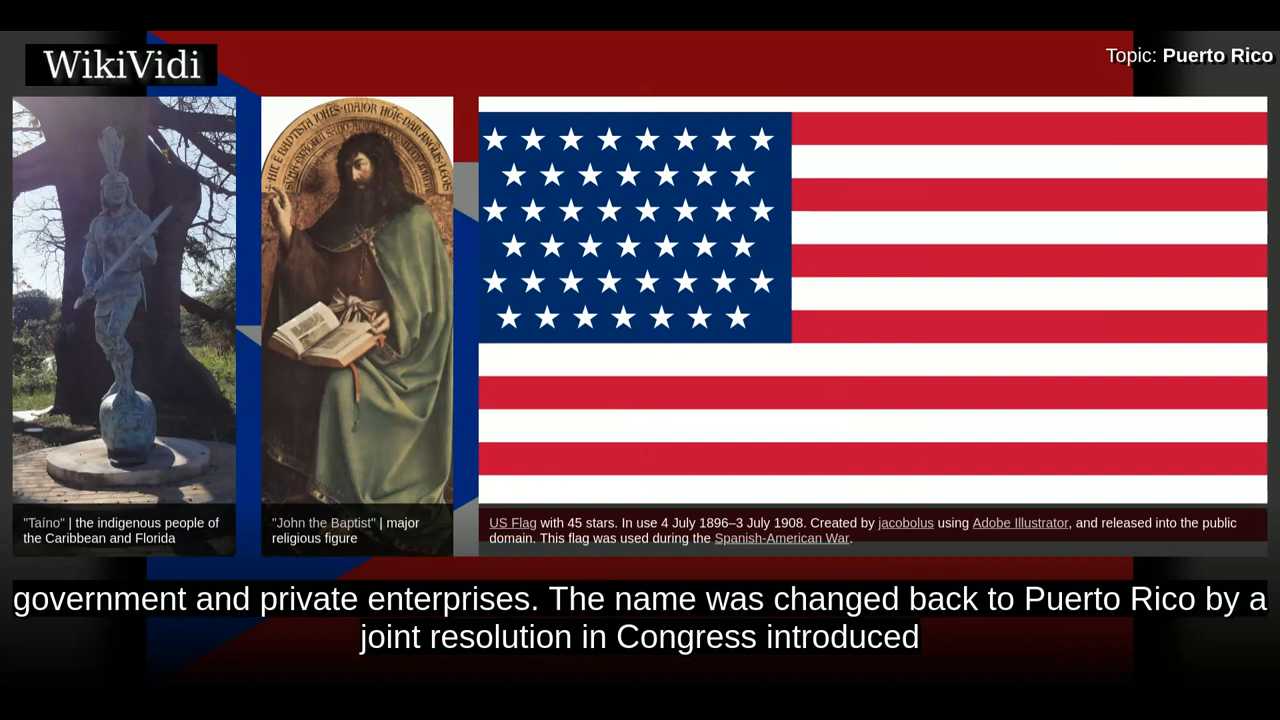 WikiVidi
Topic: Puerto Rico
"Taíno" | the indigenous people of
the Caribbean and Florida
"John the Baptist" | major
religious figure
US Flag with 45 stars. In use 4 July 1896–3 July 1908. Created by jacobolus using Adobe Illustrator, and released into the public
domain. This flag was used during the Spanish-American War.
government and private enterprises. The name was changed back to Puerto Rico by a
joint resolution in Congress introduced